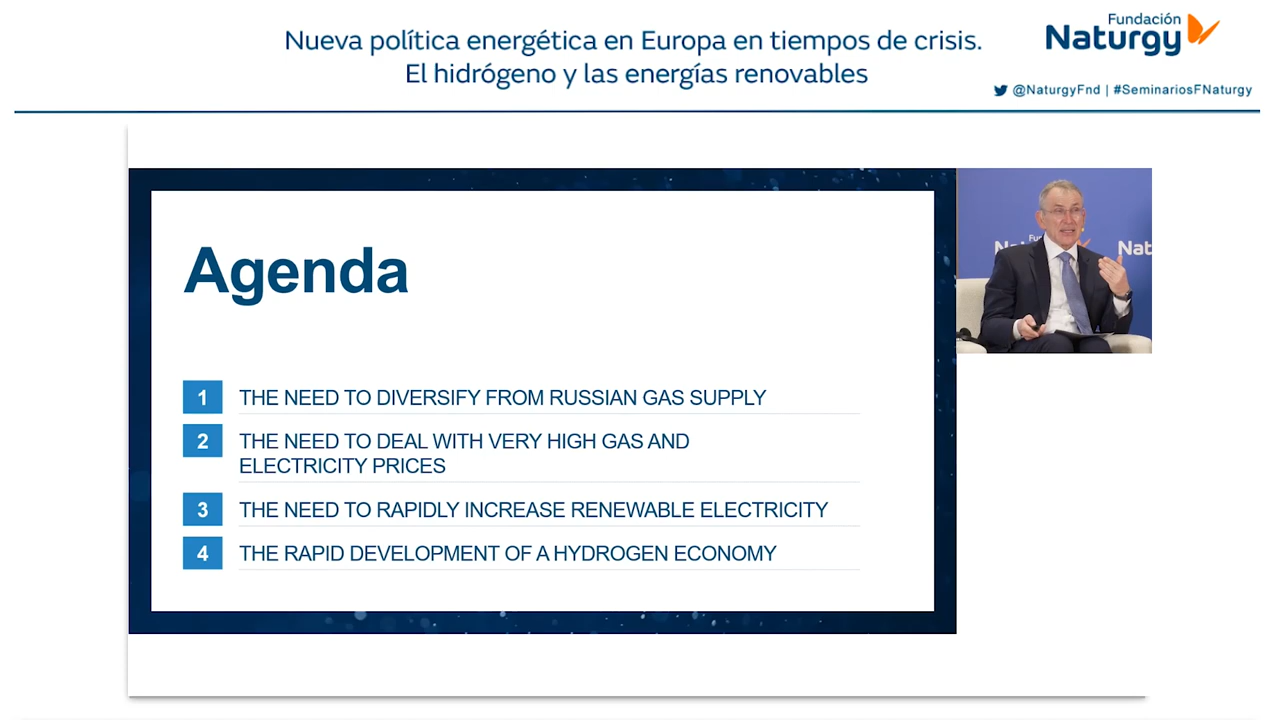 Nueva política energética en Europa en tiempos de crisis.
El hidrógeno y las energías renovables
Fundación
Naturgy
@NaturgyFnd | #SeminariosFNaturgy
Agenda
1 THE NEED TO DIVERSIFY FROM RUSSIAN GAS SUPPLY
2 THE NEED TO DEAL WITH VERY HIGH GAS AND
ELECTRICITY PRICES
3 THE NEED TO RAPIDLY INCREASE RENEWABLE ELECTRICITY
4 THE RAPID DEVELOPMENT OF A HYDROGEN ECONOMY